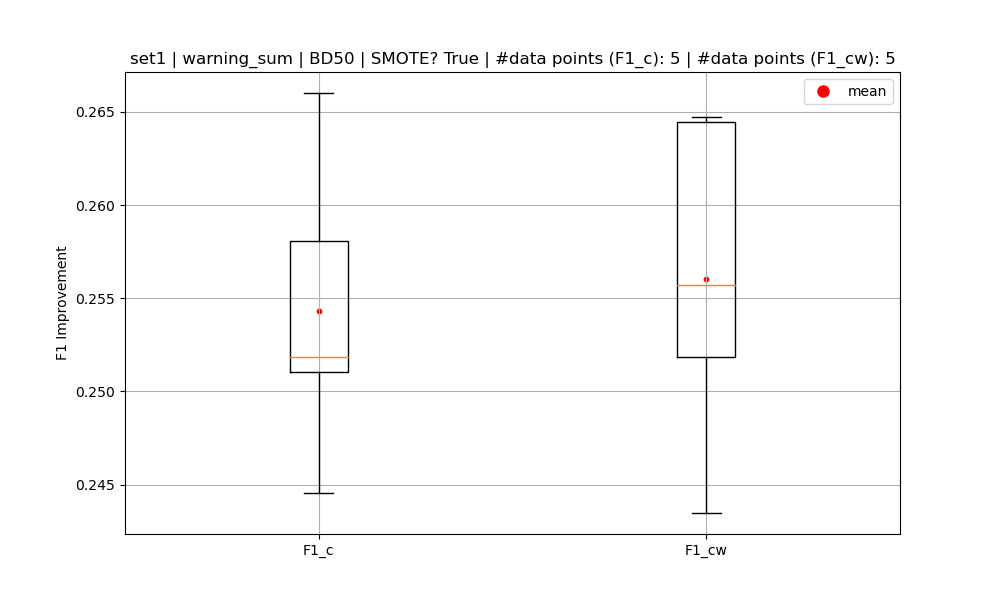 set1 | warning_sum | BD50 | SMOTE? True | #data points (F1_c): 5 | #data points (F1_cw): 5
mean
0.265
0.260
0.255
0.250
0.245
F1 Improvement
F1_c
F1_cw